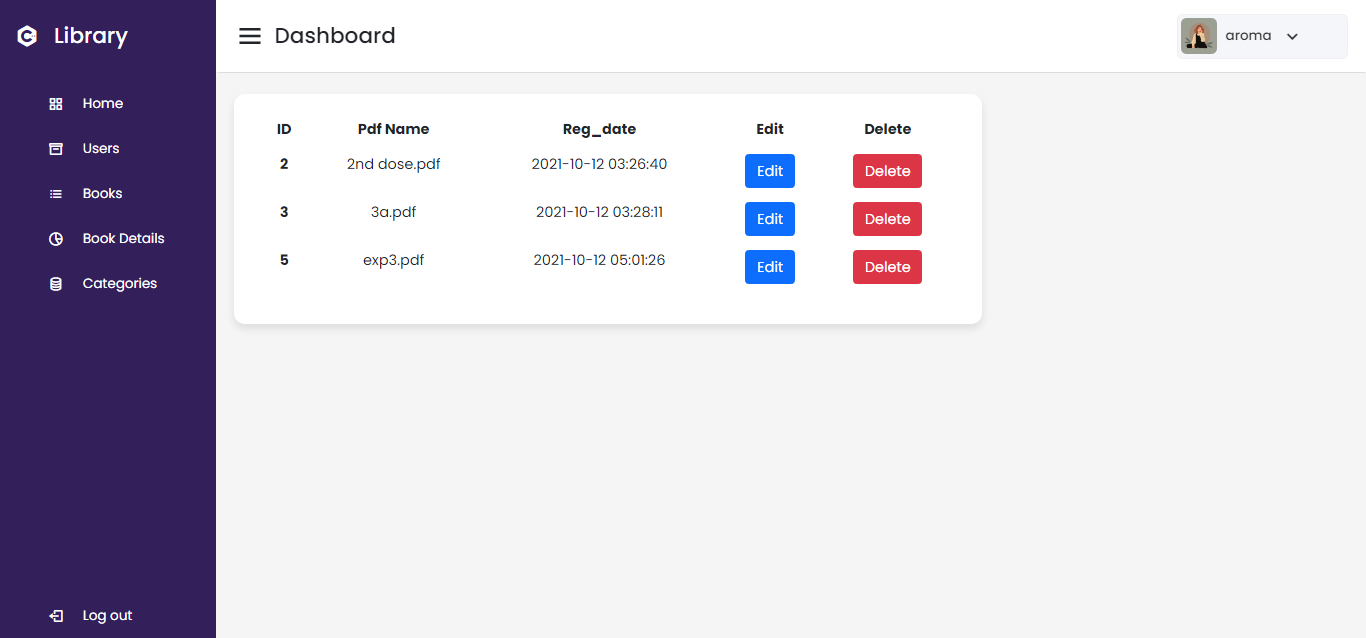 Library
Dashboard
aroma
Home
Users
Books
Book Details
Categories
Log out
ID Pdf Name Reg_date Edit Delete
2 2nd dose.pdf 2021-10-12 03:26:40 Edit Delete
3 3a.pdf 2021-10-12 03:28:11 Edit Delete
5 exp3.pdf 2021-10-12 05:01:26 Edit Delete